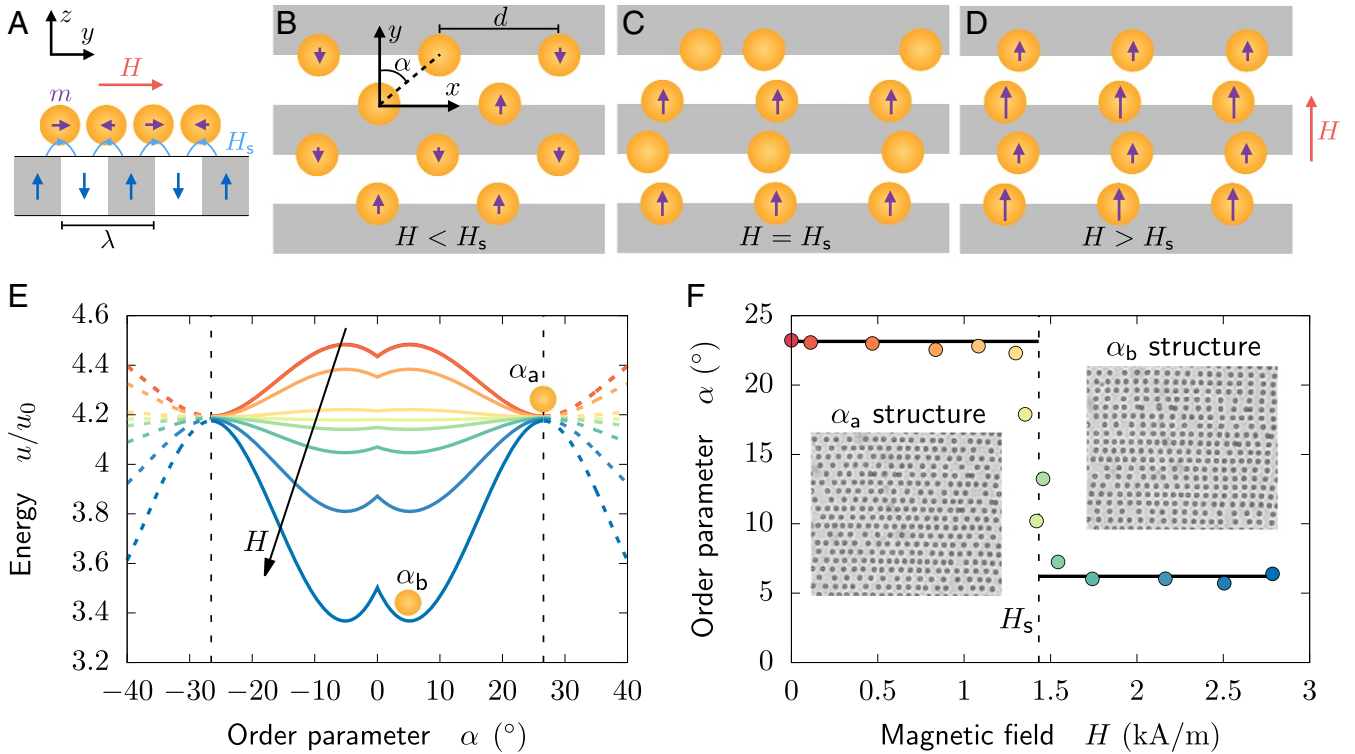 A
z
y
H
m
H_s
λ
B
y
d
α
x
H < H_s
C
H = H_s
D
H
H > H_s
E
4.6
4.4
4.2
4
3.8
3.6
3.4
3.2
Energy u/u_0
H
α_a
α_b
−40 −30 −20 −10 0 10 20 30 40
Order parameter α (°)
F
25
20
15
10
5
0
Order parameter α (°)
α_a structure
α_b structure
H_s
0 0.5 1 1.5 2 2.5 3
Magnetic field H (kA/m)